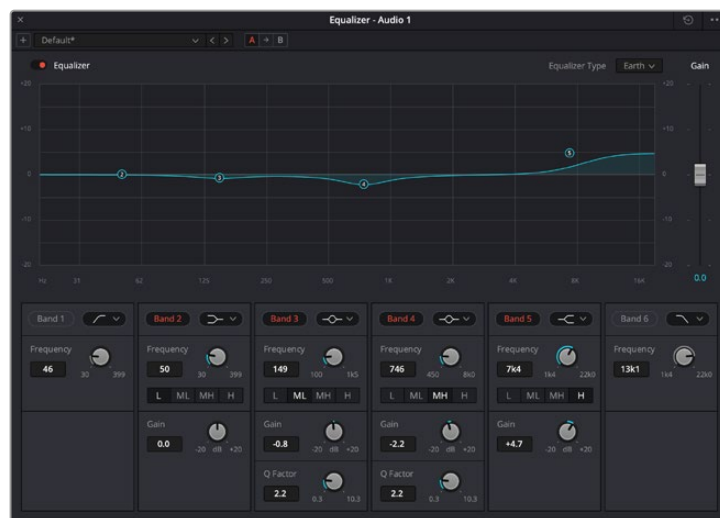 × Equalizer - Audio 1
+ Default* < > A → B
Equalizer Equalizer Type Earth Gain
+20 +20
+10 +10
2 3 4 5
0 0
-10 -10
-20 -20
Hz 31 62 125 250 500 1K 2K 4K 8K 16K 0.0
Band 1 Band 2 Band 3 Band 4 Band 5 Band 6
Frequency Frequency Frequency Frequency Frequency Frequency
46 30 399 50 30 399 149 100 1k5 746 450 8k0 7k4 1k4 22k0 13k1 1k4 22k0
L ML MH H L ML MH H L ML MH H L ML MH H
Gain Gain Gain Gain
0.0 -20 dB +20 -0.8 -20 dB +20 -2.2 -20 dB +20 +4.7 -20 dB +20
Q Factor Q Factor
2.2 0.3 10.3 2.2 0.3 10.3